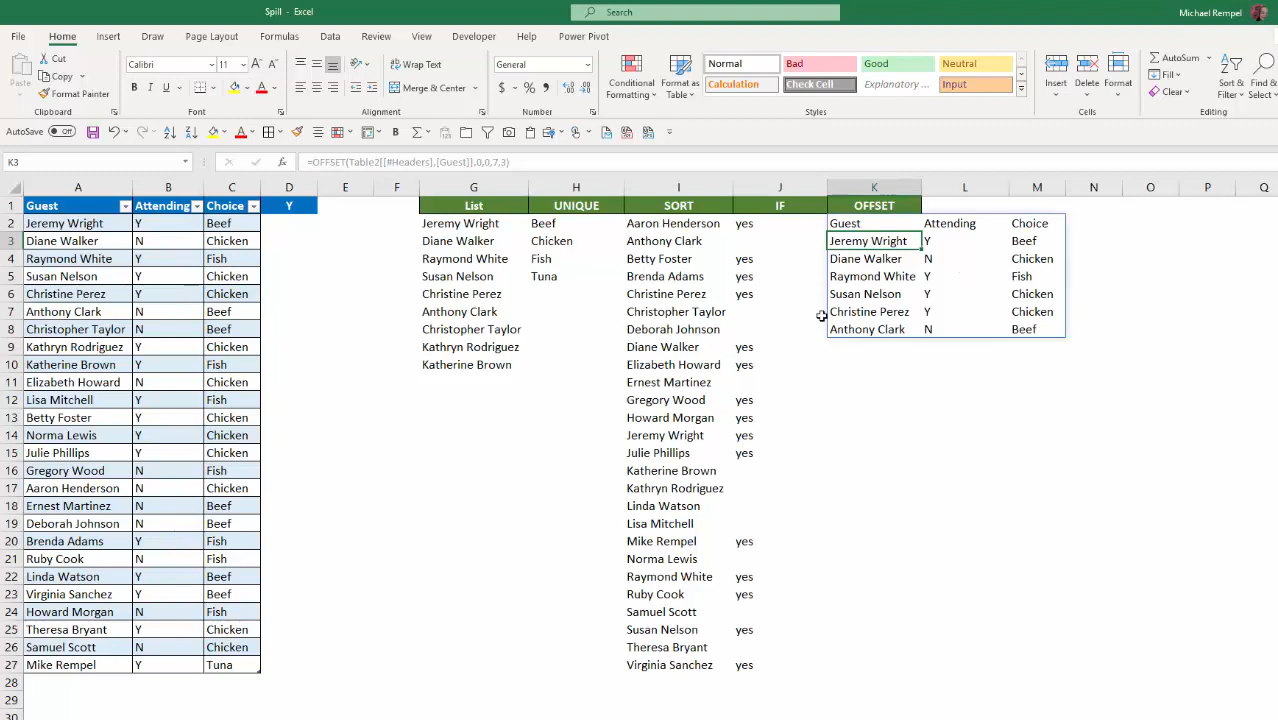 Spill - Excel
Search
Michael Rempel
File Home Insert Draw Page Layout Formulas Data Review View Developer Help Power Pivot
Paste
Cut
Copy
Format Painter
Clipboard
Calibri 11
B I U
Font
Wrap Text
Merge & Center
Alignment
General
$ % ,
Number
Conditional Formatting
Format as Table
Normal Bad Good Neutral
Calculation Check Cell Explanatory ... Input
Styles
Insert Delete Format
Cells
AutoSum
Fill
Clear
Sort & Filter
Find & Select
Editing
AutoSave Off
K3 =OFFSET(Table2[[#Headers],[Guest]],0,0,7,3)
A B C D E F G H I J K L M N O P Q
1 Guest Attending Choice Y List UNIQUE SORT IF OFFSET
2 Jeremy Wright Y Beef Jeremy Wright Beef Aaron Henderson yes Guest Attending Choice
3 Diane Walker N Chicken Diane Walker Chicken Anthony Clark Jeremy Wright Y Beef
4 Raymond White Y Fish Raymond White Fish Betty Foster yes Diane Walker N Chicken
5 Susan Nelson Y Chicken Susan Nelson Tuna Brenda Adams yes Raymond White Y Fish
6 Christine Perez Y Chicken Christine Perez Christine Perez yes Susan Nelson Y Chicken
7 Anthony Clark N Beef Anthony Clark Christopher Taylor Christine Perez Y Chicken
8 Christopher Taylor N Beef Christopher Taylor Deborah Johnson Anthony Clark N Beef
9 Kathryn Rodriguez Y Chicken Kathryn Rodriguez Diane Walker yes
10 Katherine Brown Y Fish Katherine Brown Elizabeth Howard yes
11 Elizabeth Howard N Chicken Ernest Martinez
12 Lisa Mitchell Y Fish Gregory Wood yes
13 Betty Foster Y Chicken Howard Morgan yes
14 Norma Lewis Y Chicken Jeremy Wright yes
15 Julie Phillips Y Chicken Julie Phillips yes
16 Gregory Wood N Fish Katherine Brown
17 Aaron Henderson N Chicken Kathryn Rodriguez
18 Ernest Martinez N Beef Linda Watson
19 Deborah Johnson N Beef Lisa Mitchell
20 Brenda Adams Y Fish Mike Rempel yes
21 Ruby Cook N Fish Norma Lewis
22 Linda Watson Y Beef Raymond White yes
23 Virginia Sanchez Y Beef Ruby Cook yes
24 Howard Morgan N Fish Samuel Scott
25 Theresa Bryant Y Chicken Susan Nelson yes
26 Samuel Scott N Chicken Theresa Bryant
27 Mike Rempel Y Tuna Virginia Sanchez yes
28
29
30